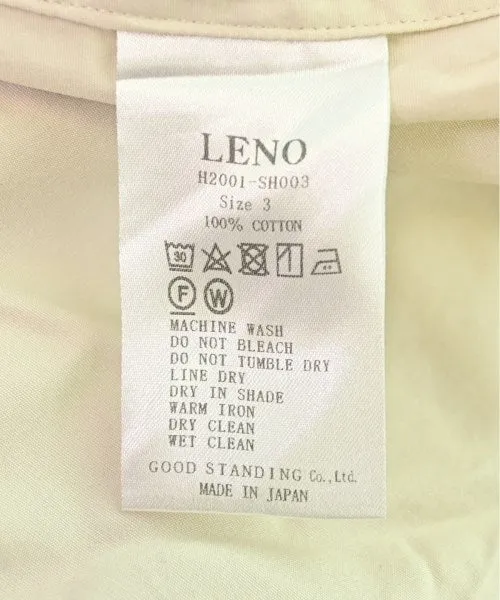 LENO
H2001-SH003
Size 3
100% COTTON
30
F W
MACHINE WASH
DO NOT BLEACH
DO NOT TUMBLE DRY
LINE DRY
DRY IN SHADE
WARM IRON
DRY CLEAN
WET CLEAN
GOOD STANDING Co.,Ltd.
MADE IN JAPAN